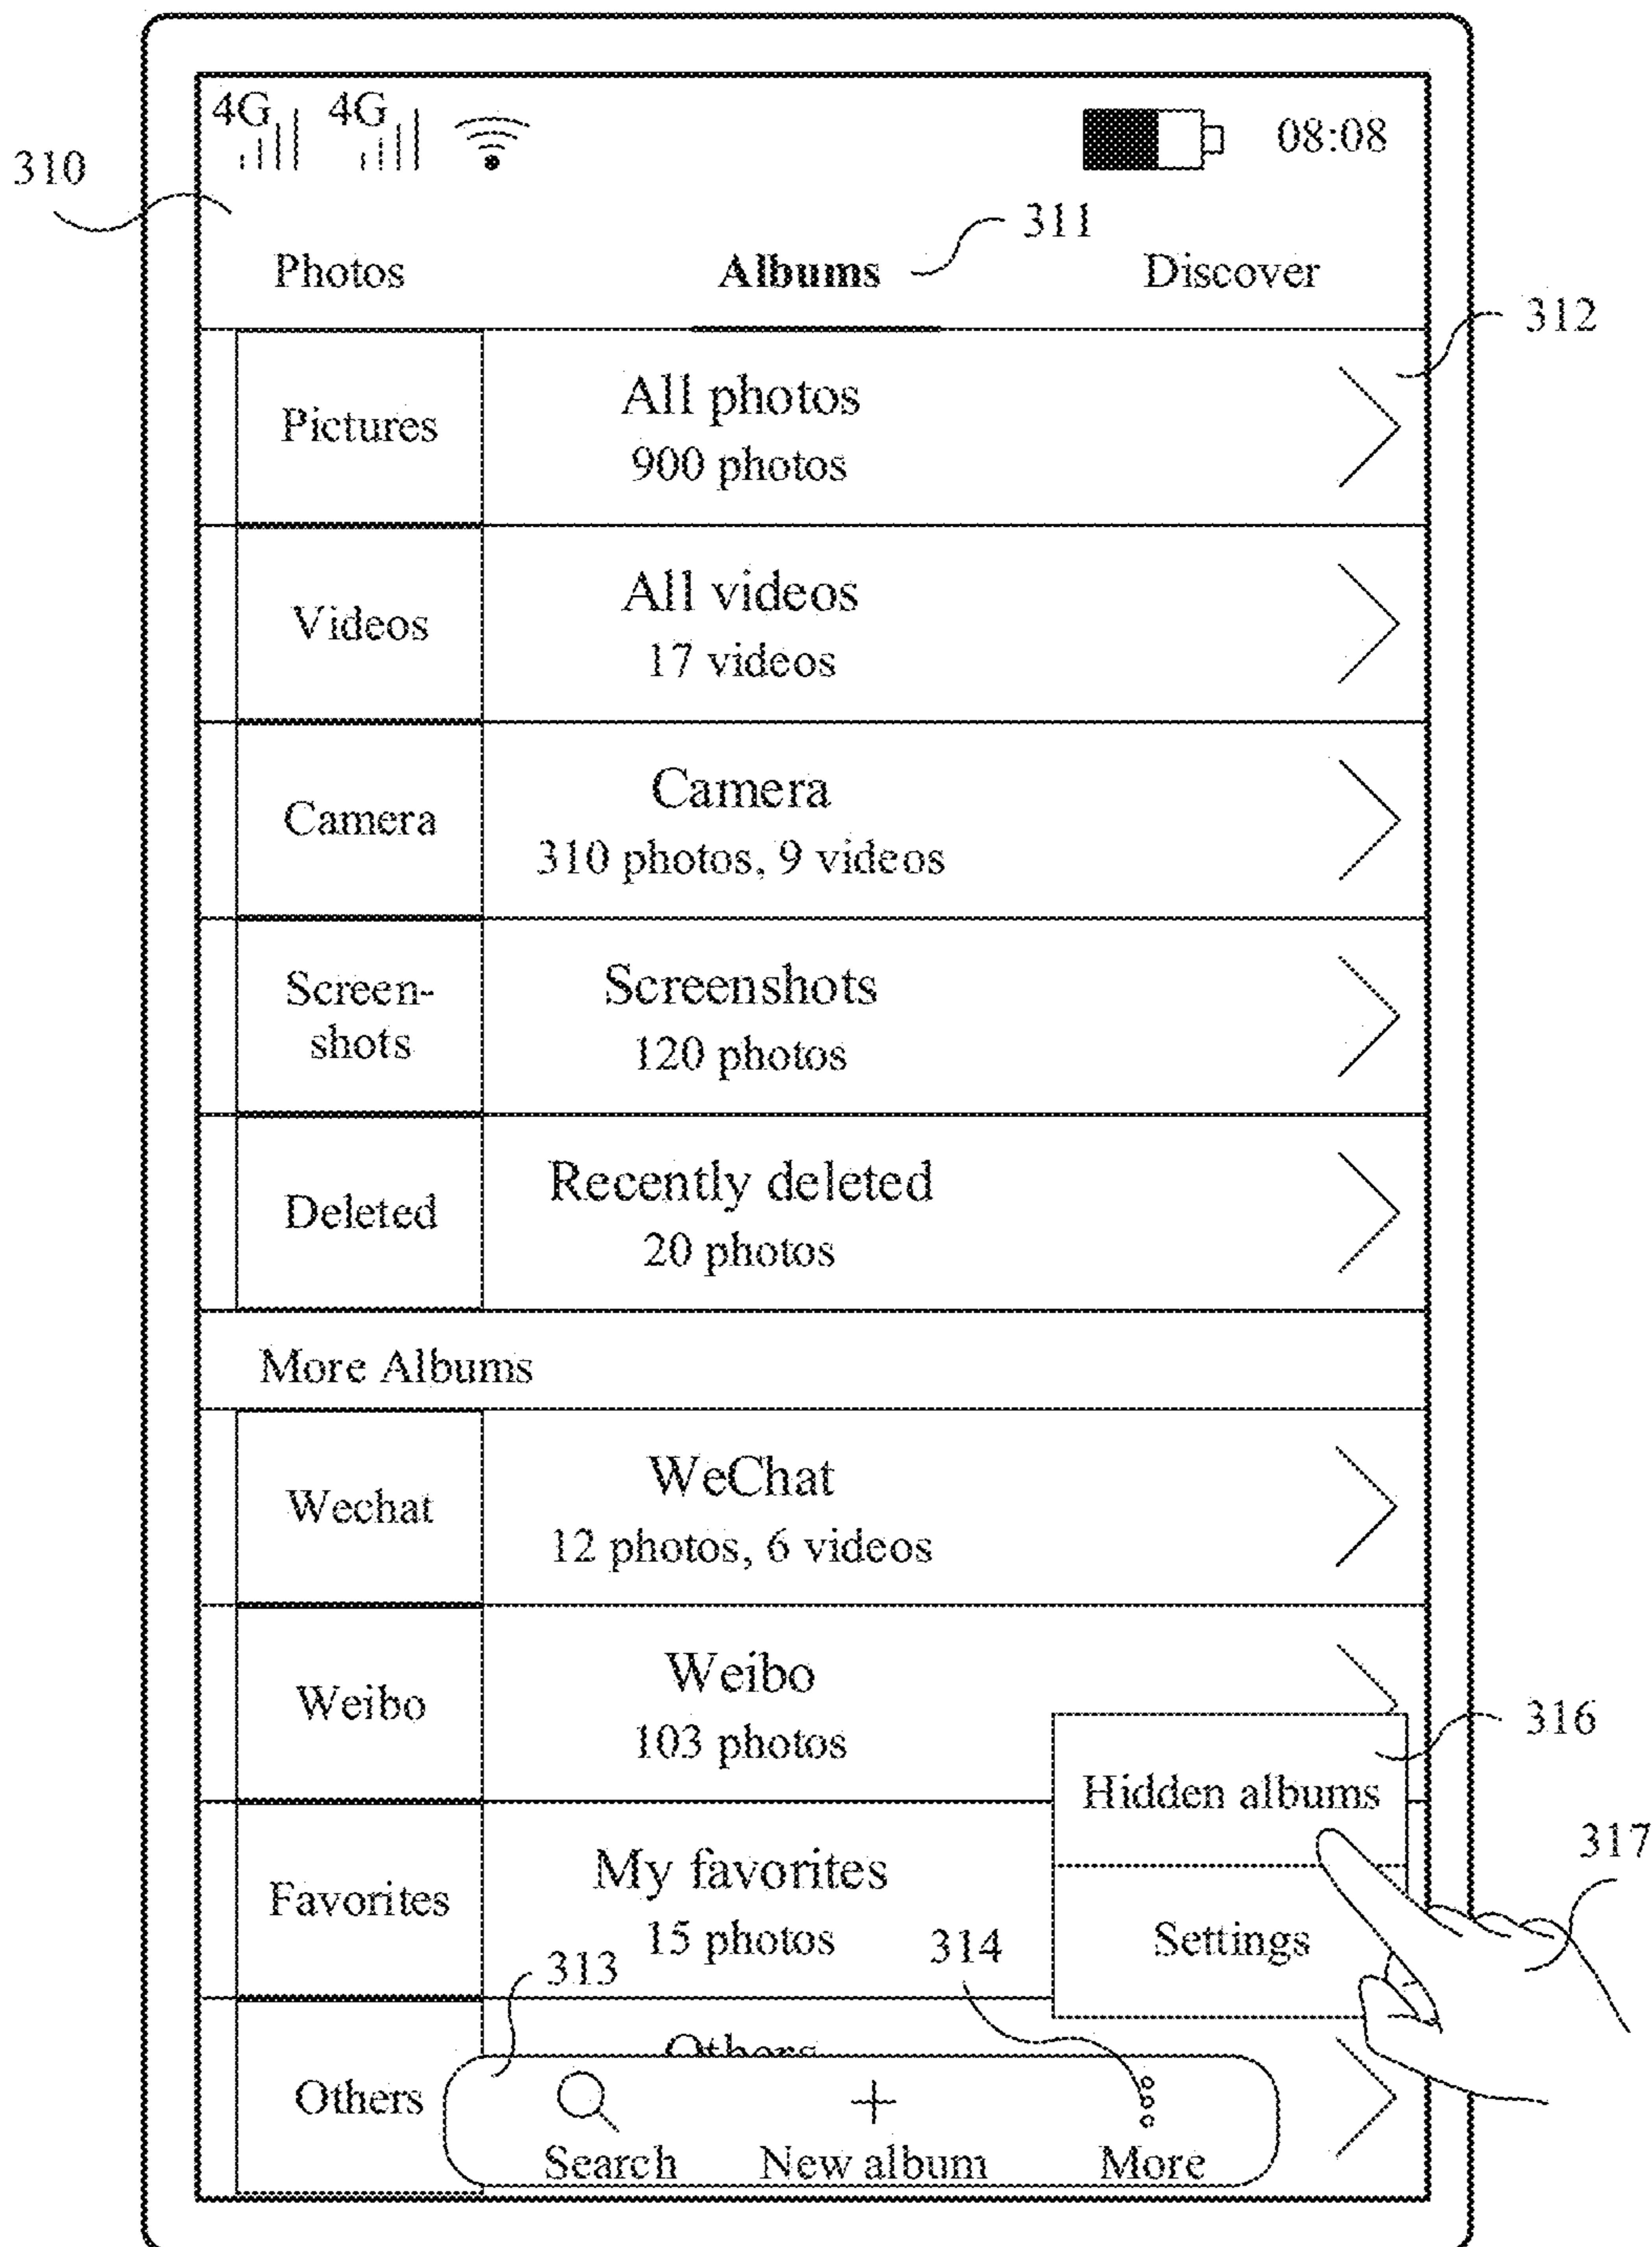 4G 4G 08:08
310
311
Photos Albums Discover
312
Pictures
All photos
900 photos
Videos
All videos
17 videos
Camera
Camera
310 photos, 9 videos
Screen-
shots
Screenshots
120 photos
Deleted
Recently deleted
20 photos
More Albums
Wechat
WeChat
12 photos, 6 videos
Weibo
Weibo
103 photos
316
Hidden albums
317
Favorites
My favorites
15 photos
Settings
313
314
Others
Others
Search New album More